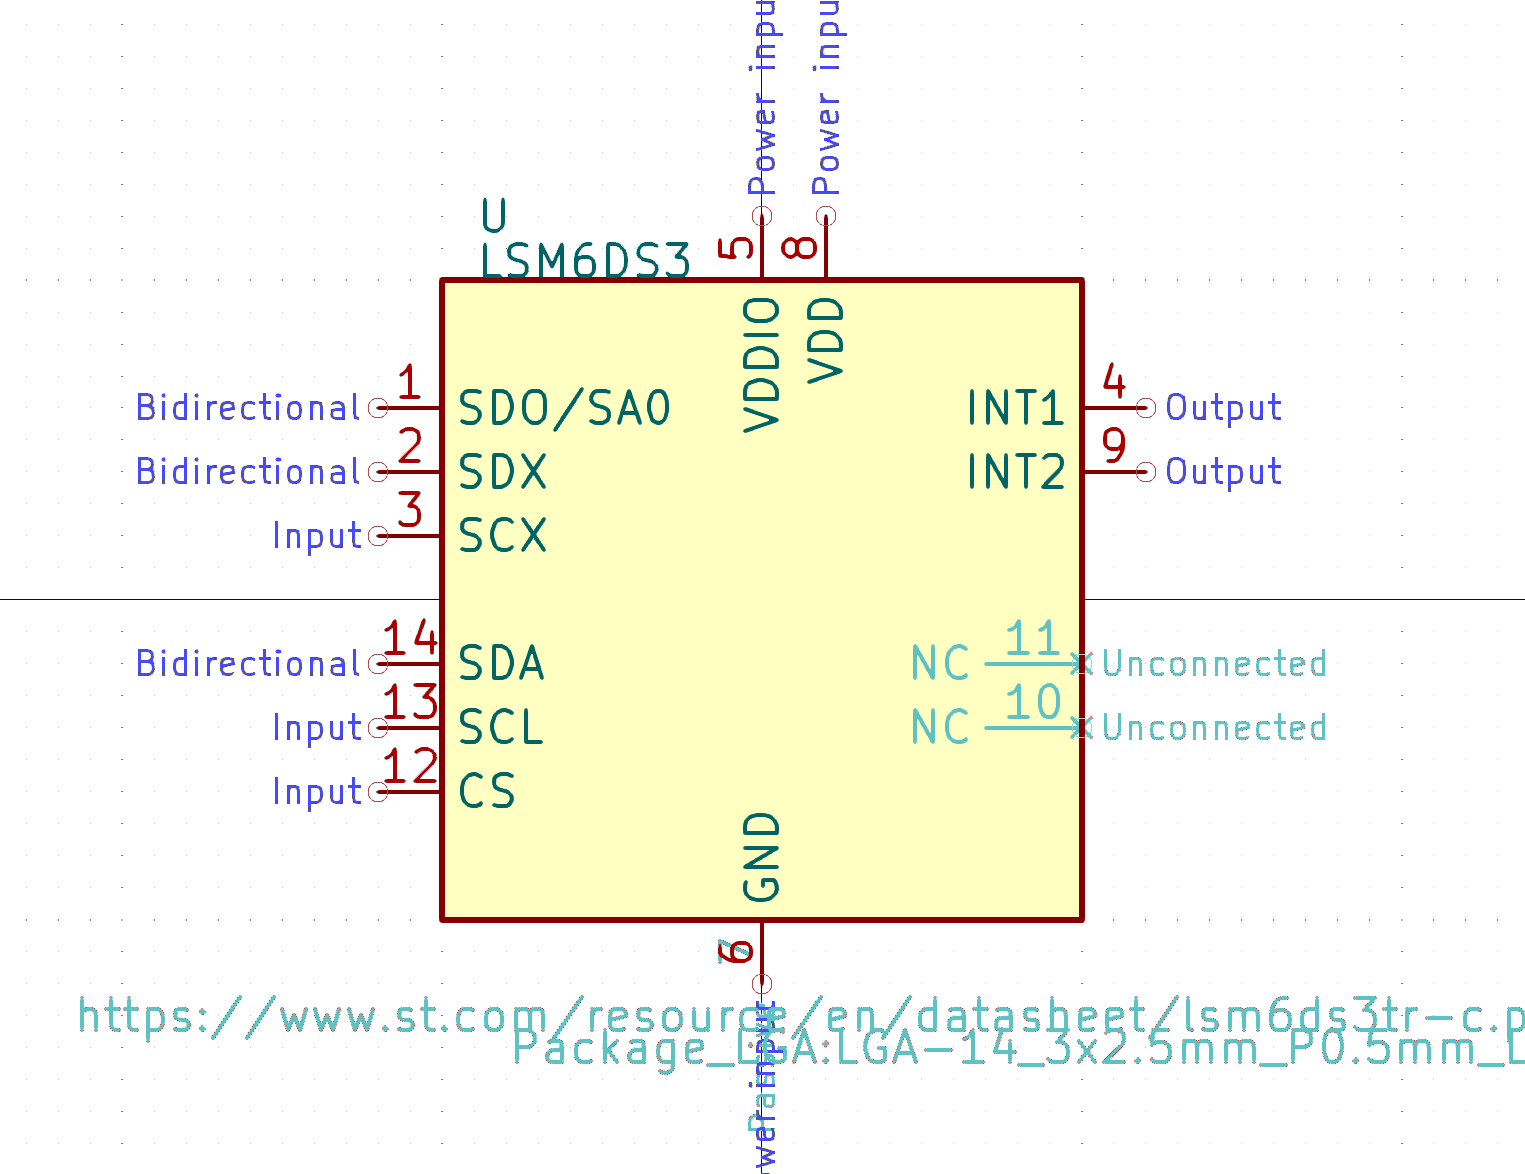 Power inpu
Power inpu
U
LSM6DS3
5
8
VDDIO
VDD
Bidirectional 1 SDO/SA0
INT1 4 Output
Bidirectional 2 SDX
INT2 9 Output
Input 3 SCX
Bidirectional 14 SDA
NC 11 Unconnected
Input 13 SCL
NC 10 Unconnected
Input 12 CS
GND
6
7
https://www.st.com/resource/en/datasheet/lsm6ds3tr-c.p
Package_LGA:LGA-14_3x2.5mm_P0.5mm_L
wer input